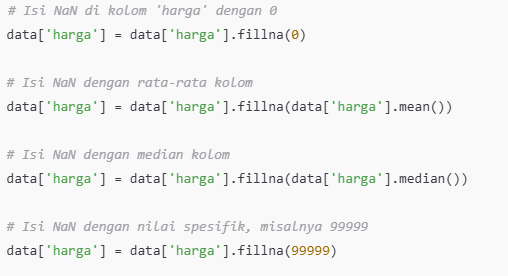 # Isi NaN di kolom 'harga' dengan 0
data['harga'] = data['harga'].fillna(0)
# Isi NaN dengan rata-rata kolom
data['harga'] = data['harga'].fillna(data['harga'].mean())
# Isi NaN dengan median kolom
data['harga'] = data['harga'].fillna(data['harga'].median())
# Isi NaN dengan nilai spesifik, misalnya 99999
data['harga'] = data['harga'].fillna(99999)